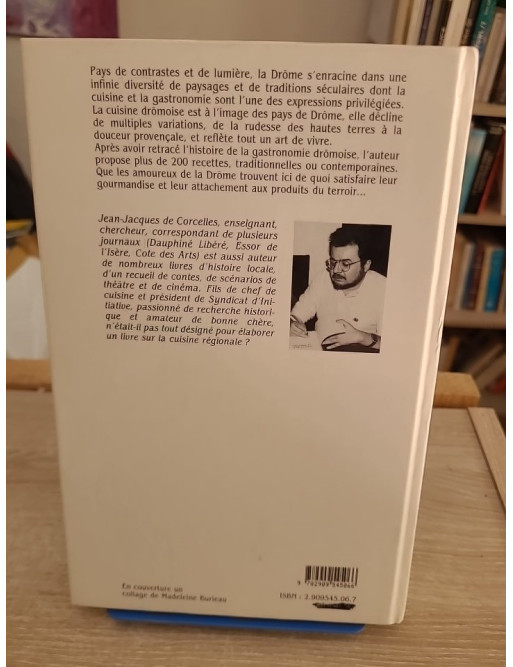 Pays de contrastes et de lumière, la Drôme s'enracine dans une
infinie diversité de paysages et de traditions séculaires dont la
cuisine et la gastronomie sont l'une des expressions privilégiées.
La cuisine drômoise est à l'image des pays de Drôme, elle décline
de multiples variations, de la rudesse des hautes terres à la
douceur provençale, et reflète tout un art de vivre.
Après avoir retracé l'histoire de la gastronomie drômoise, l'auteur
propose plus de 200 recettes, traditionnelles ou contemporaines.
Que les amoureux de la Drôme trouvent ici de quoi satisfaire leur
gourmandise et leur attachement aux produits du terroir...
Jean-Jacques de Corcelles, enseignant,
chercheur, correspondant de plusieurs
journaux (Dauphiné Libéré, Essor de
l'Isère, Cote des Arts) est aussi auteur
de nombreux livres d'histoire locale,
d'un recueil de contes, de scénarios de
théâtre et de cinéma. Fils de chef de
cuisine et président de Syndicat d'Ini-
tiative, passionné de recherche histori-
que et amateur de bonne chère,
n'était-il pas tout désigné pour élaborer
un livre sur la cuisine régionale ?
En couverture un
collage de Madeleine Burleau
9 782909 545066
ISBN : 2.909545.06.7